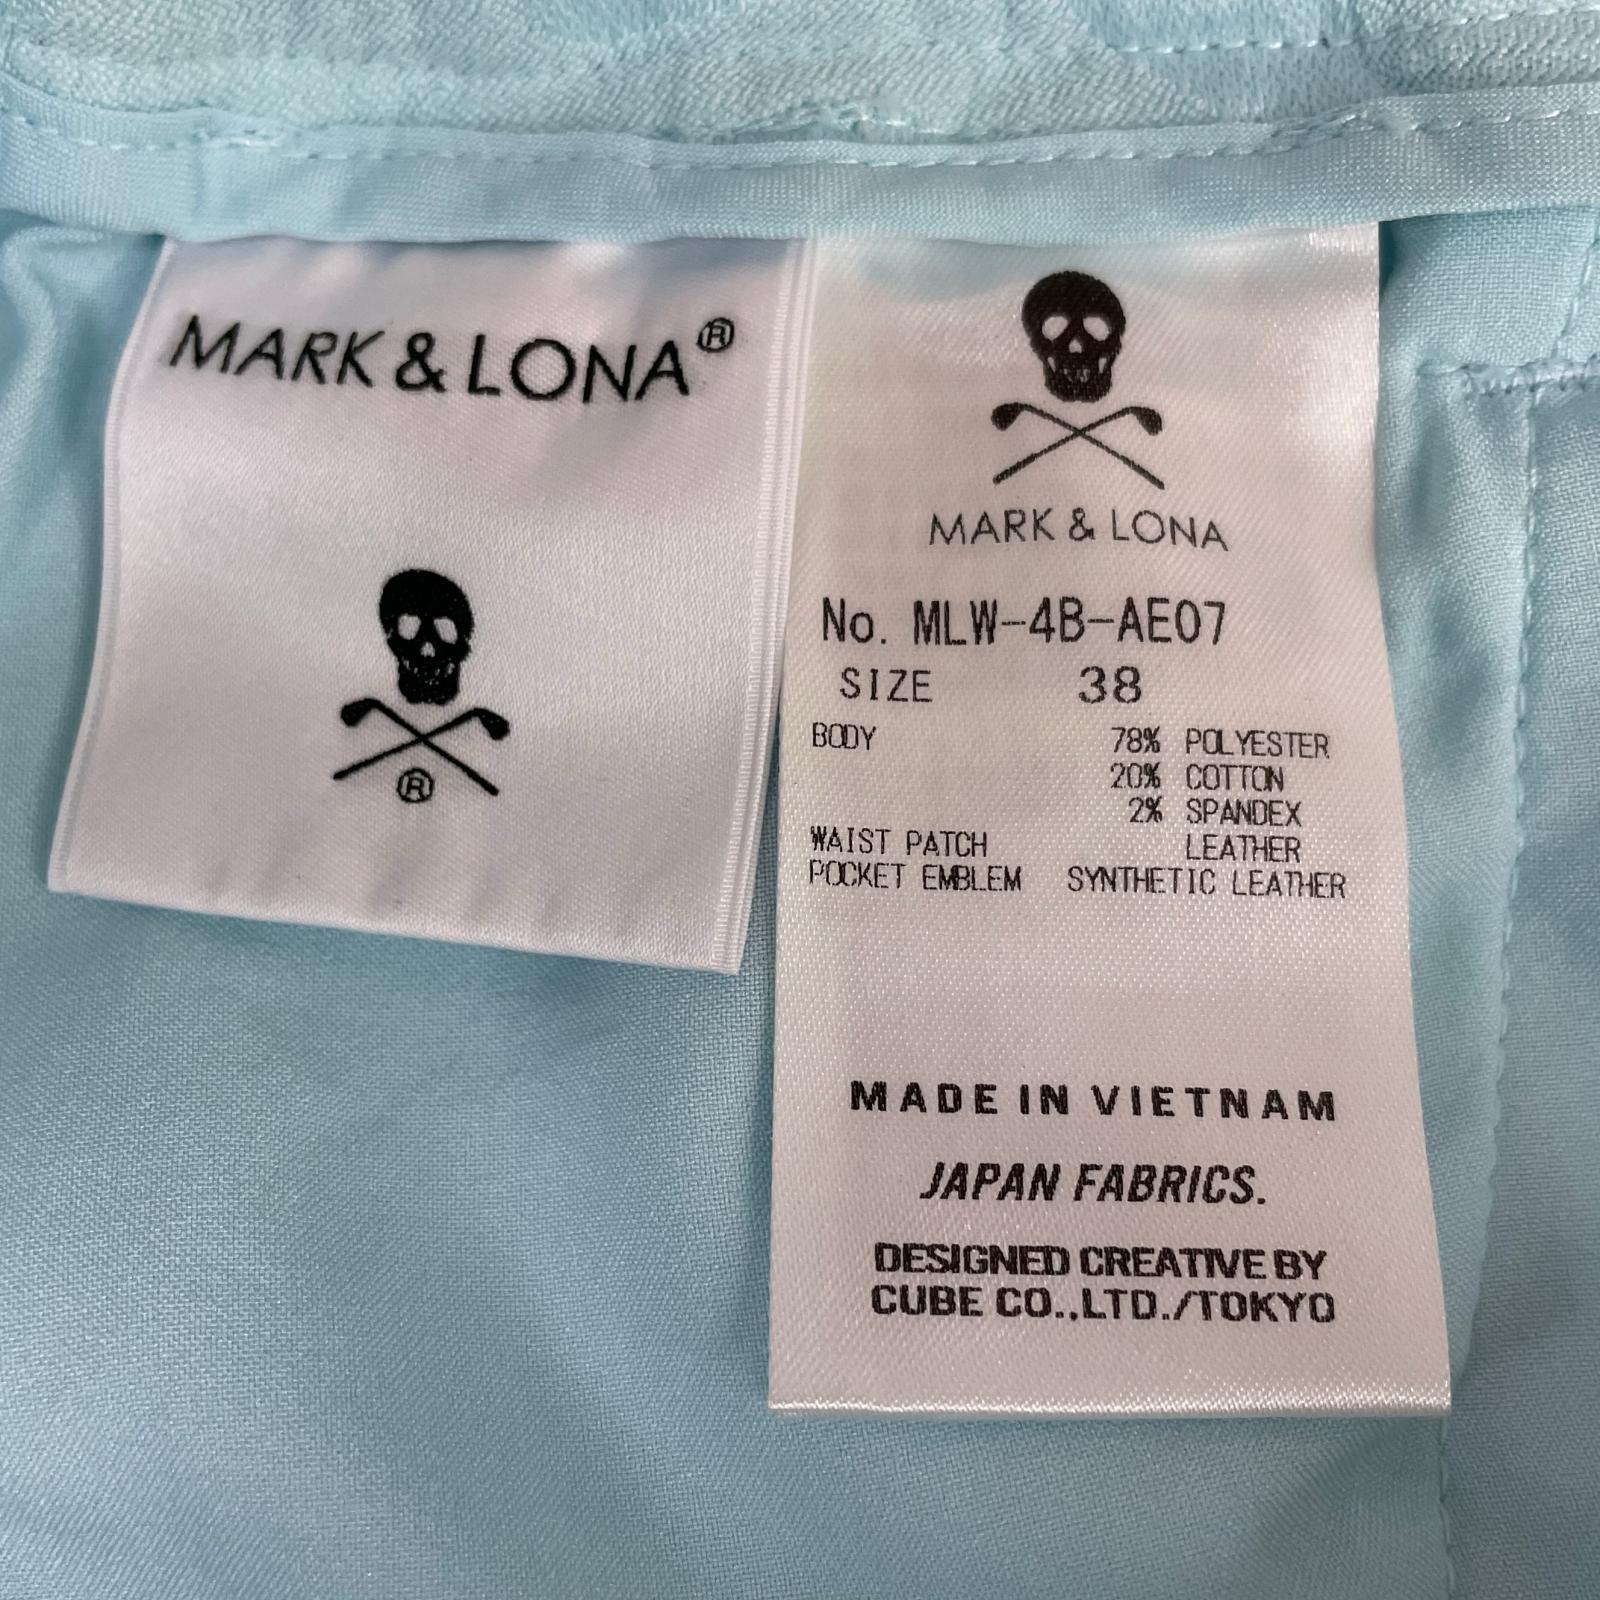 MARK & LONA®
®
MARK & LONA
No. MLW-4B-AE07
SIZE 38
BODY 78% POLYESTER
20% COTTON
2% SPANDEX
WAIST PATCH LEATHER
POCKET EMBLEM SYNTHETIC LEATHER
MADE IN VIETNAM
JAPAN FABRICS.
DESIGNED CREATIVE BY
CUBE CO.,LTD./TOKYO